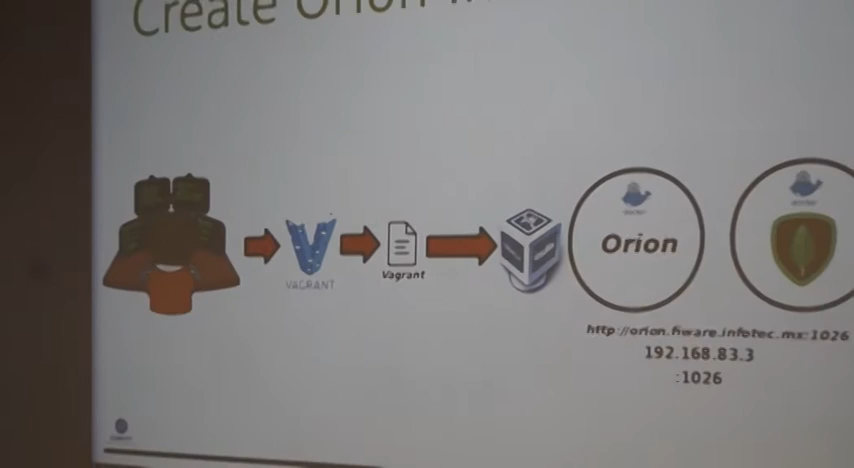 Create Orion
VAGRANT
Vagrant
Orion
http://orion.fiware.infotec.mx:1026
192.168.83.3
:1026